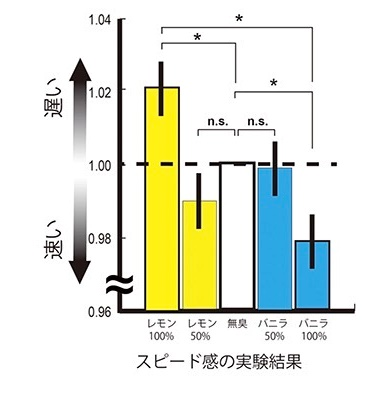 1.04
*
*
*
遅い
1.02
n.s.
n.s.
1.00
速い
0.98
0.96
レモン
100%
レモン
50%
無臭
バニラ
50%
バニラ
100%
スピード感の実験結果